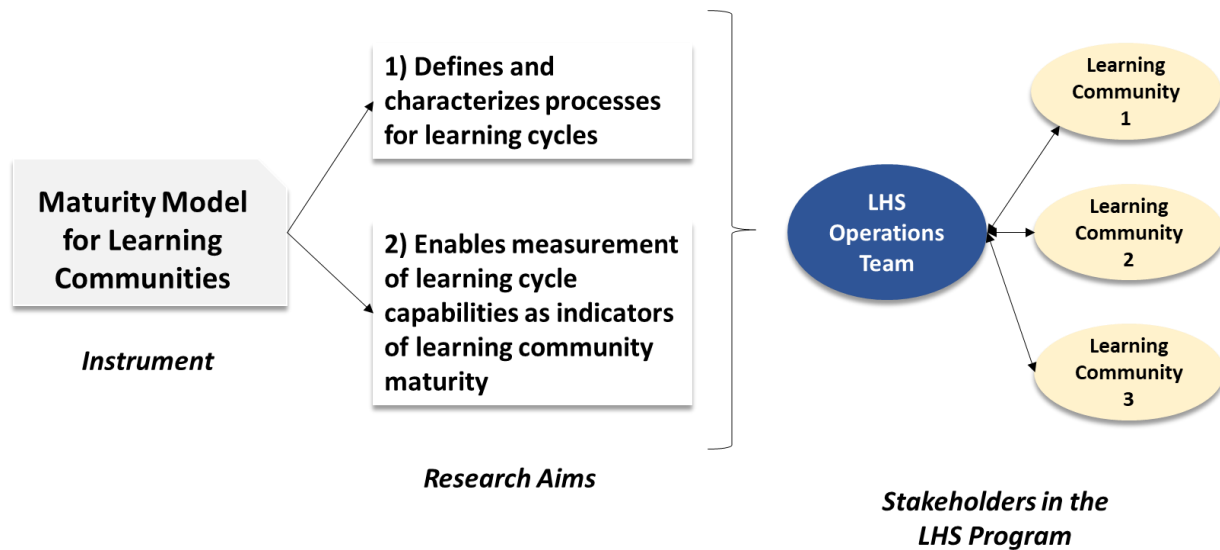 Maturity Model
for Learning
Communities
Instrument
1) Defines and
characterizes processes
for learning cycles
2) Enables measurement
of learning cycle
capabilities as indicators
of learning community
maturity
Research Aims
LHS
Operations
Team
Learning
Community
1
Learning
Community
2
Learning
Community
3
Stakeholders in the
LHS Program